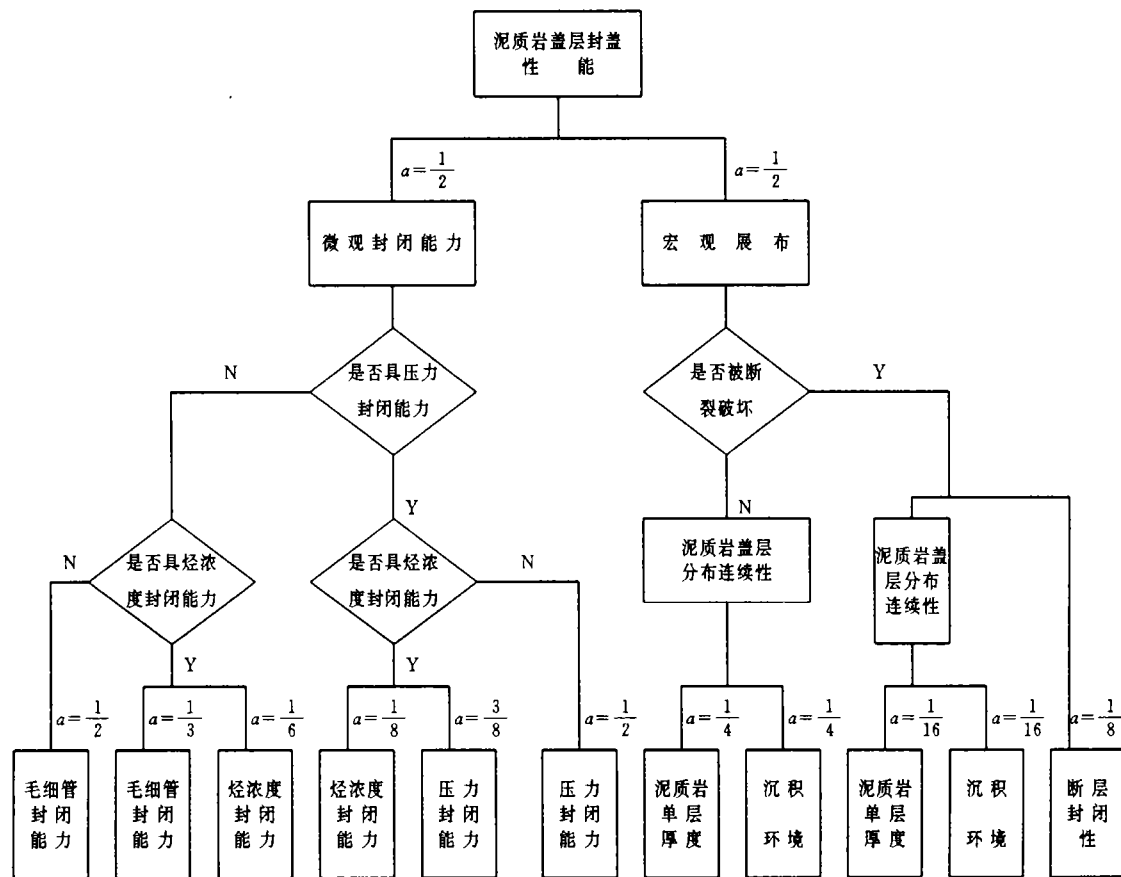 泥质岩盖层封盖
性能
a=1/2
a=1/2
微观封闭能力
宏观展布
是否具压力
封闭能力
N
Y
是否被断
裂破坏
Y
N
是否具烃浓
度封闭能力
N
Y
是否具烃浓
度封闭能力
N
Y
泥质岩盖层
分布连续性
泥质岩盖
层分布
连续性
a=1/2
a=1/3
a=1/6
a=1/8
a=3/8
a=1/2
a=1/4
a=1/4
a=1/16
a=1/16
a=1/8
毛细管
封闭
能力
毛细管
封闭
能力
烃浓度
封闭
能力
烃浓度
封闭
能力
压力
封闭
能力
压力
封闭
能力
泥质岩
单层
厚度
沉积
环境
泥质岩
单层
厚度
沉积
环境
断层
封闭
性